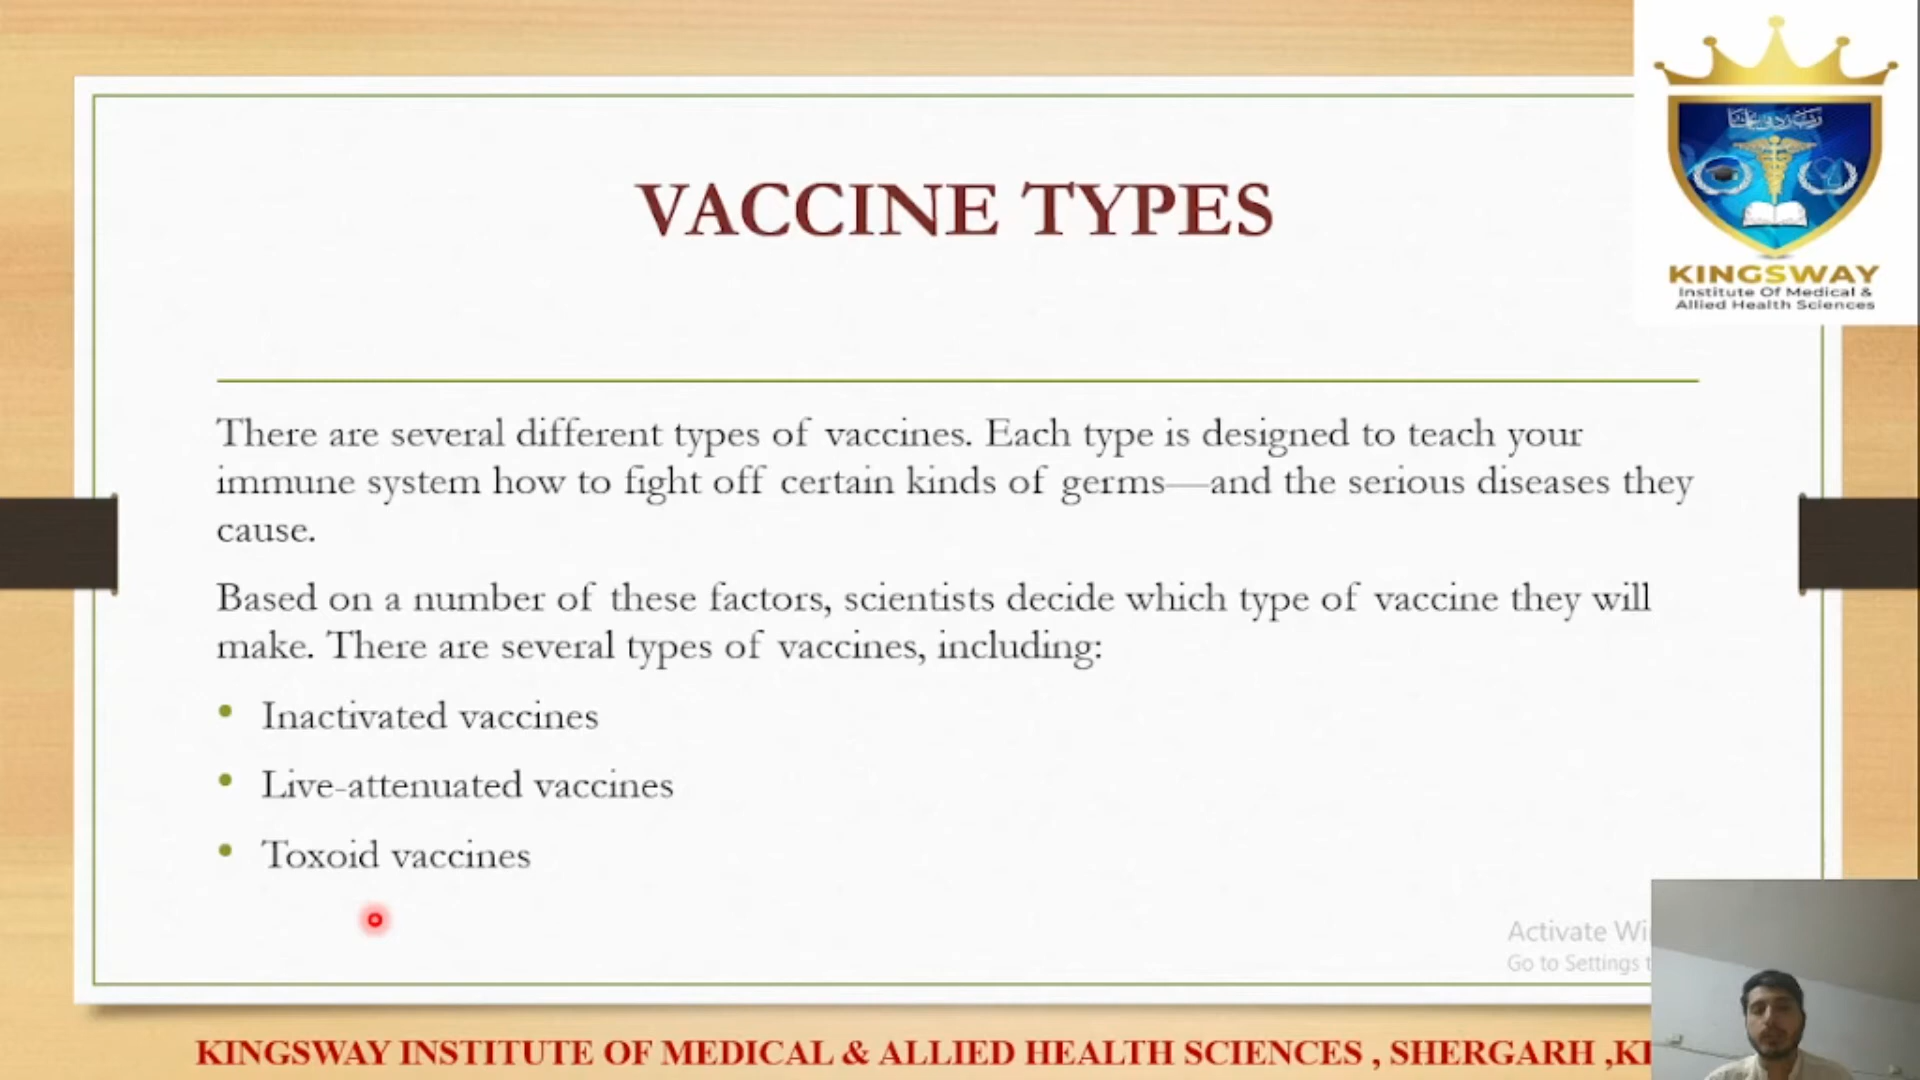 VACCINE TYPES
KINGSWAY
Institute Of Medical &
Allied Health Sciences
There are several different types of vaccines. Each type is designed to teach your
immune system how to fight off certain kinds of germs—and the serious diseases they
cause.
Based on a number of these factors, scientists decide which type of vaccine they will
make. There are several types of vaccines, including:
• Inactivated vaccines
• Live-attenuated vaccines
• Toxoid vaccines
Activate
Go to Settings
KINGSWAY INSTITUTE OF MEDICAL & ALLIED HEALTH SCIENCES , SHERGARH ,